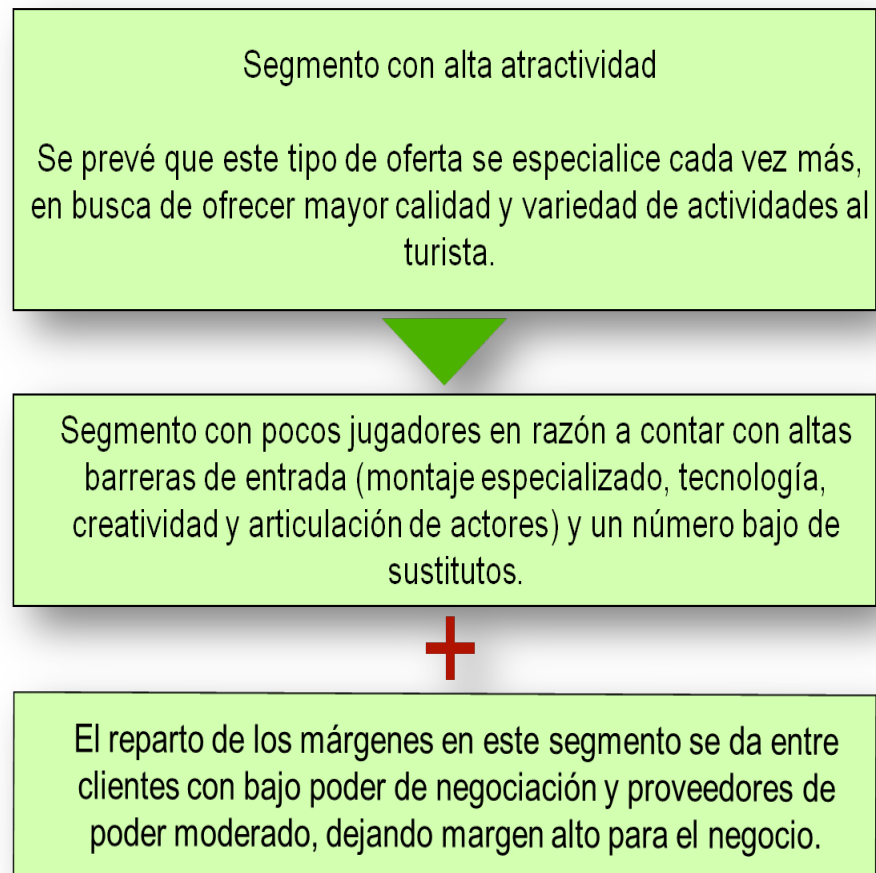 Segmento con alta atractividad
Se prevé que este tipo de oferta se especialice cada vez más,
en busca de ofrecer mayor calidad y variedad de actividades al
turista.
Segmento con pocos jugadores en razón a contar con altas
barreras de entrada (montaje especializado, tecnología,
creatividad y articulación de actores) y un número bajo de
sustitutos.
+
El reparto de los márgenes en este segmento se da entre
clientes con bajo poder de negociación y proveedores de
poder moderado, dejando margen alto para el negocio.